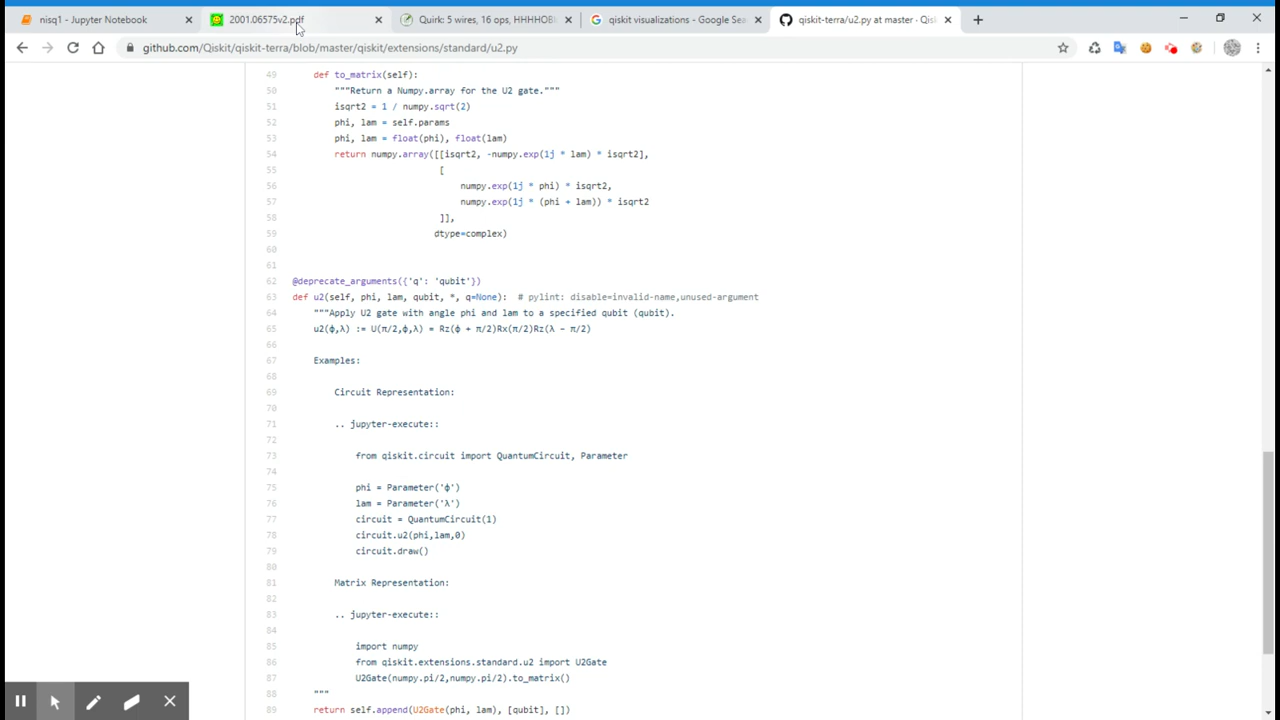 nisq1 - Jupyter Notebook
2001.06575v2.pdf
Quirk: 5 wires, 16 ops, HHHHOBI
qiskit visualizations - Google Sea
qiskit-terra/u2.py at master · Qisk
github.com/Qiskit/qiskit-terra/blob/master/qiskit/extensions/standard/u2.py
49 def to_matrix(self):
50 """Return a Numpy.array for the U2 gate."""
51 isqrt2 = 1 / numpy.sqrt(2)
52 phi, lam = self.params
53 phi, lam = float(phi), float(lam)
54 return numpy.array([[isqrt2, -numpy.exp(1j * lam) * isqrt2],
55 [
56 numpy.exp(1j * phi) * isqrt2,
57 numpy.exp(1j * (phi + lam)) * isqrt2
58 ]],
59 dtype=complex)
60
61
62 @deprecate_arguments({'q': 'qubit'})
63 def u2(self, phi, lam, qubit, *, q=None): # pylint: disable=invalid-name,unused-argument
64 """Apply U2 gate with angle phi and lam to a specified qubit (qubit).
65 u2(φ,λ) := U(π/2,φ,λ) = Rz(φ + π/2)Rx(π/2)Rz(λ - π/2)
66
67 Examples:
68
69 Circuit Representation:
70
71 .. jupyter-execute::
72
73 from qiskit.circuit import QuantumCircuit, Parameter
74
75 phi = Parameter('φ')
76 lam = Parameter('λ')
77 circuit = QuantumCircuit(1)
78 circuit.u2(phi,lam,0)
79 circuit.draw()
80
81 Matrix Representation:
82
83 .. jupyter-execute::
84
85 import numpy
86 from qiskit.extensions.standard.u2 import U2Gate
87 U2Gate(numpy.pi/2,numpy.pi/2).to_matrix()
88 """
89 return self.append(U2Gate(phi, lam), [qubit], [])